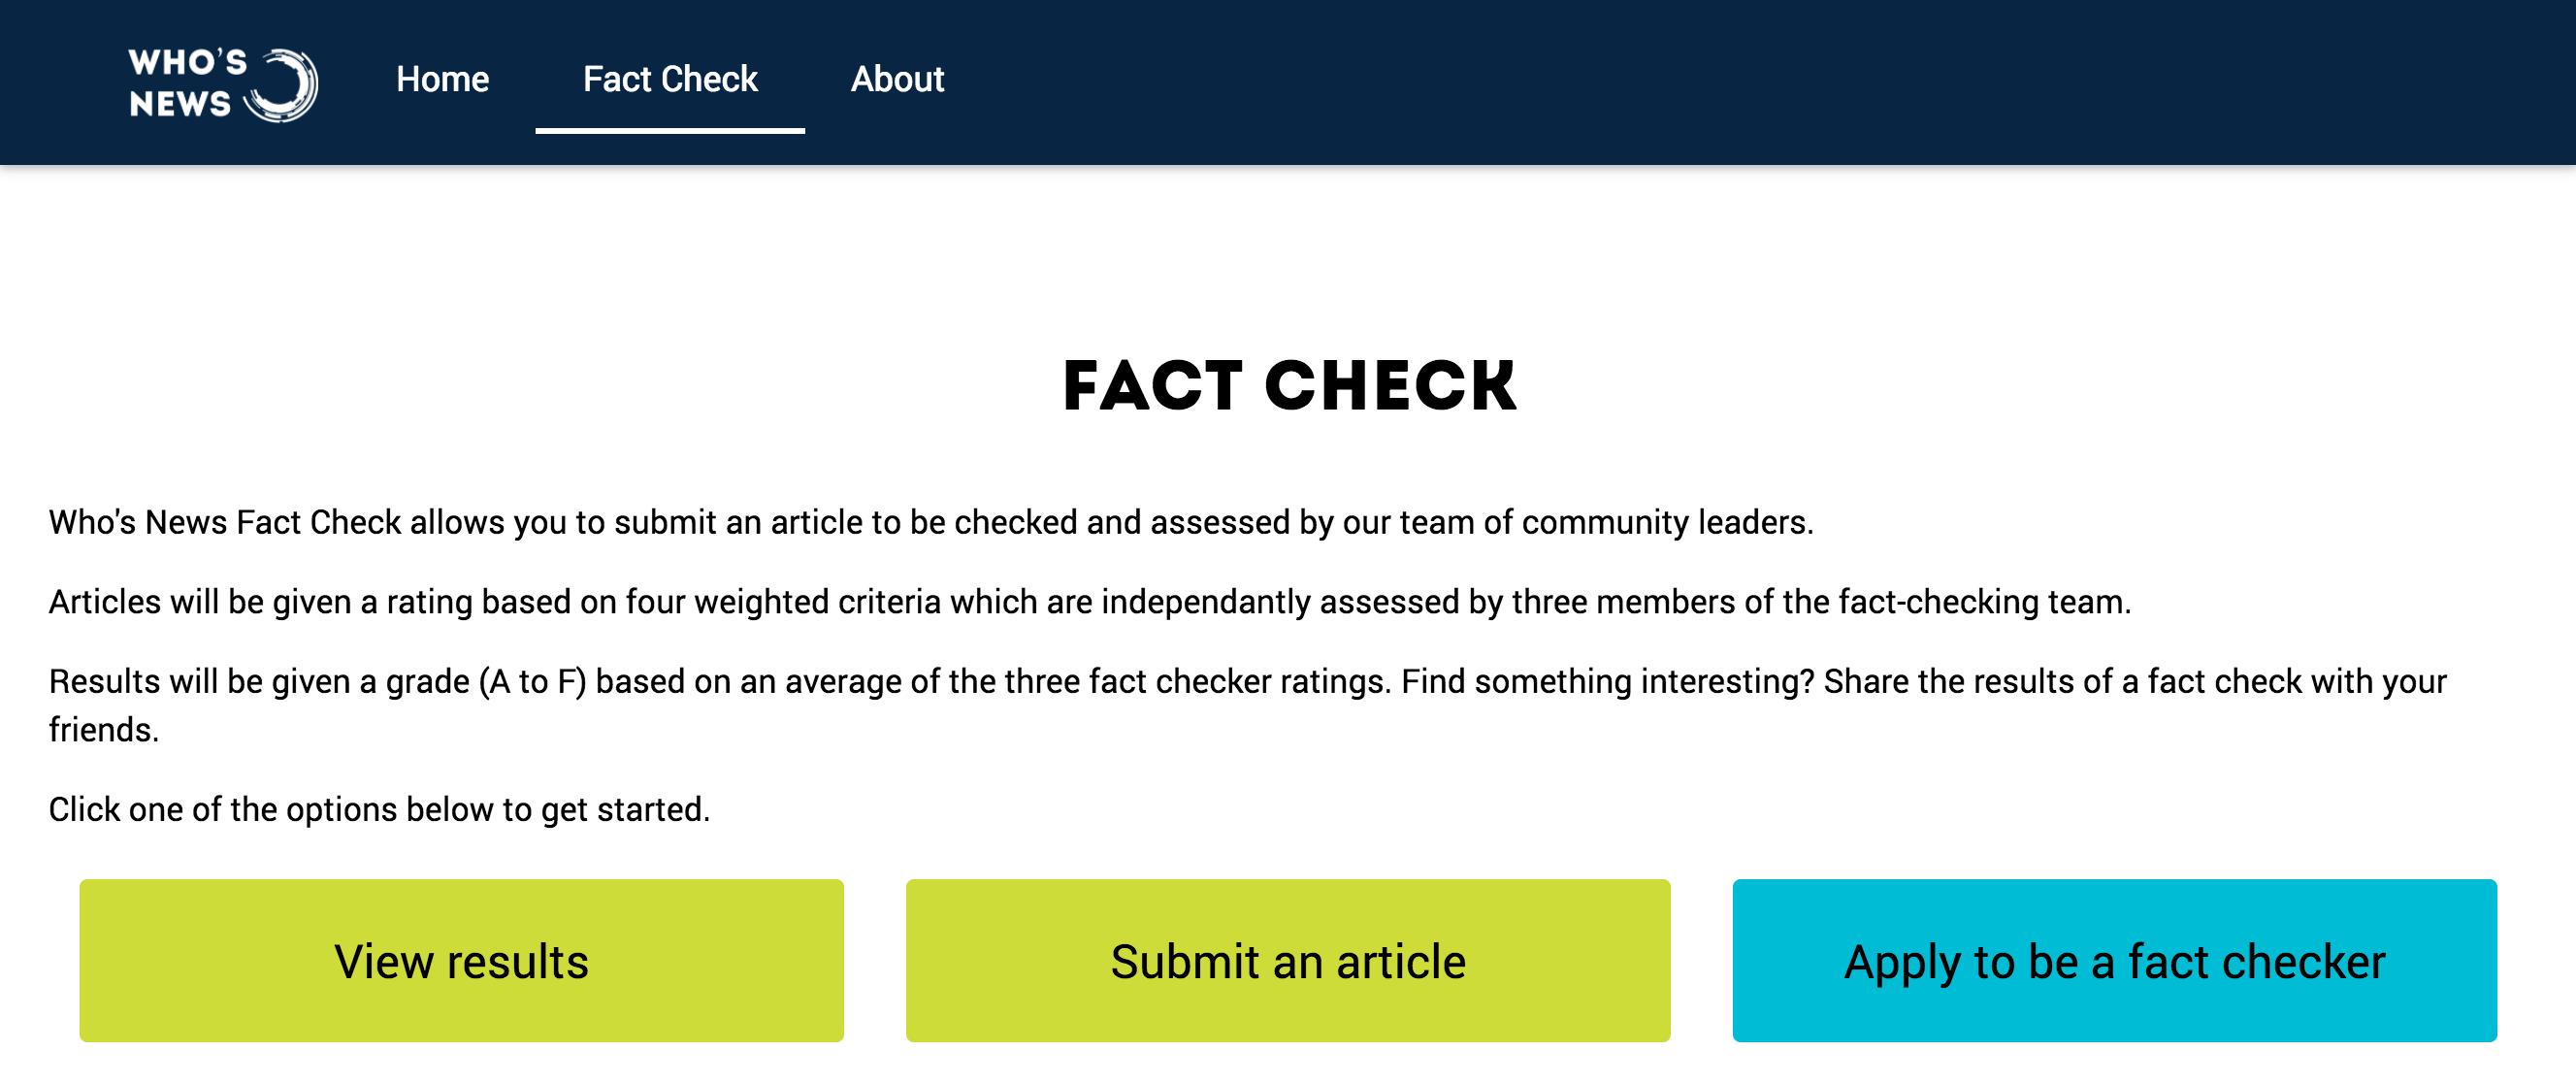 WHO'S
NEWS
Home
Fact Check
About
FACT CHECK
Who's News Fact Check allows you to submit an article to be checked and assessed by our team of community leaders.
Articles will be given a rating based on four weighted criteria which are independantly assessed by three members of the fact-checking team.
Results will be given a grade (A to F) based on an average of the three fact checker ratings. Find something interesting? Share the results of a fact check with your
friends.
Click one of the options below to get started.
View results
Submit an article
Apply to be a fact checker